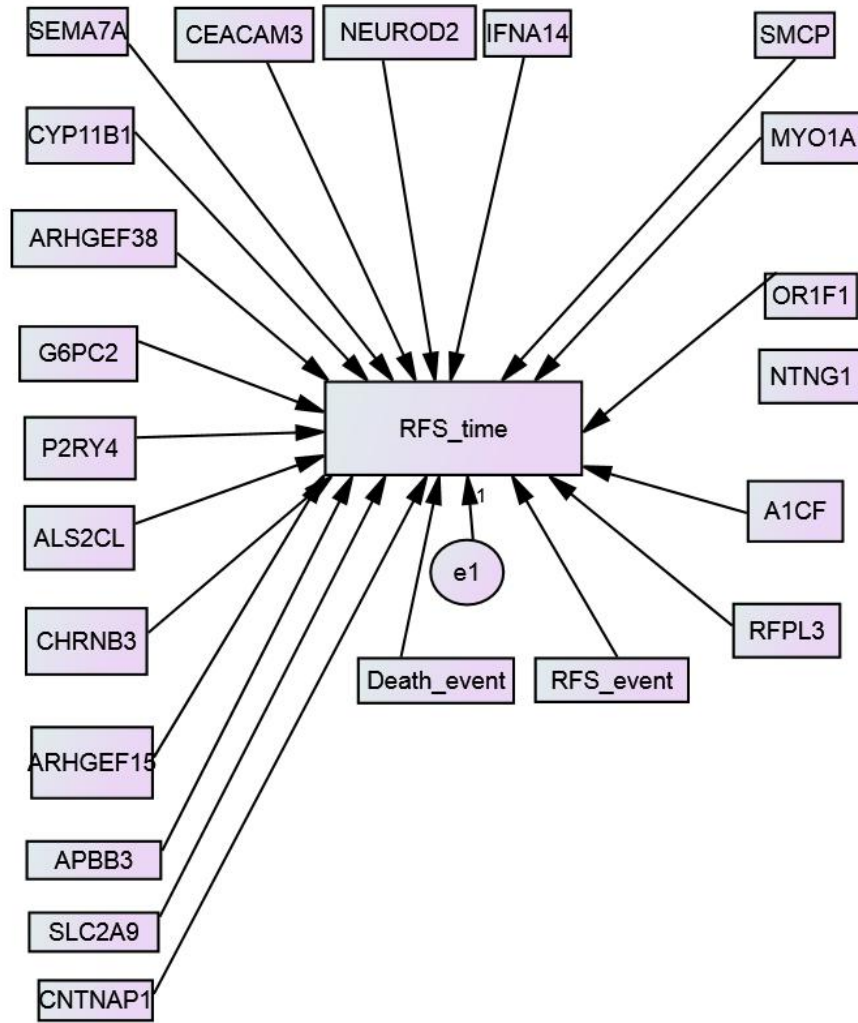 SEMA7A
CEACAM3
NEUROD2
IFNA14
SMCP
CYP11B1
MYO1A
ARHGEF38
OR1F1
G6PC2
NTNG1
RFS_time
P2RY4
ALS2CL
A1CF
1
e1
CHRNB3
RFPL3
Death_event
RFS_event
ARHGEF15
APBB3
SLC2A9
CNTNAP1